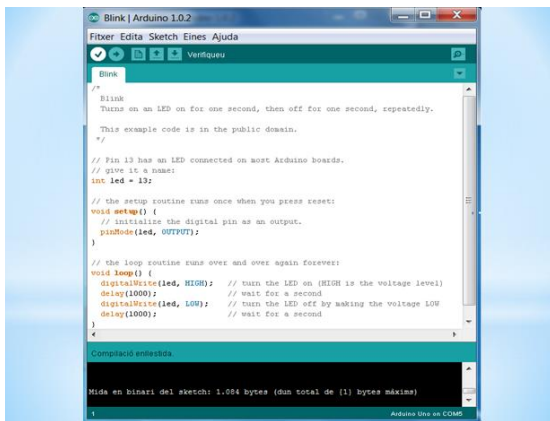 Blink | Arduino 1.0.2
Fitxer Edita Sketch Eines Ajuda
Verifiqueu
Blink
/*
Blink
Turns on an LED on for one second, then off for one second, repeatedly.
This example code is in the public domain.
*/
// Pin 13 has an LED connected on most Arduino boards.
// give it a name:
int led = 13;
// the setup routine runs once when you press reset:
void setup() {
// initialize the digital pin as an output.
pinMode(led, OUTPUT);
}
// the loop routine runs over and over again forever:
void loop() {
digitalWrite(led, HIGH); // turn the LED on (HIGH is the voltage level)
delay(1000); // wait for a second
digitalWrite(led, LOW); // turn the LED off by making the voltage LOW
delay(1000); // wait for a second
}
Compilació enllestida.
Mida en binari del sketch: 1.084 bytes (dun total de {1} bytes máxims)
1 Arduino Uno en COM5